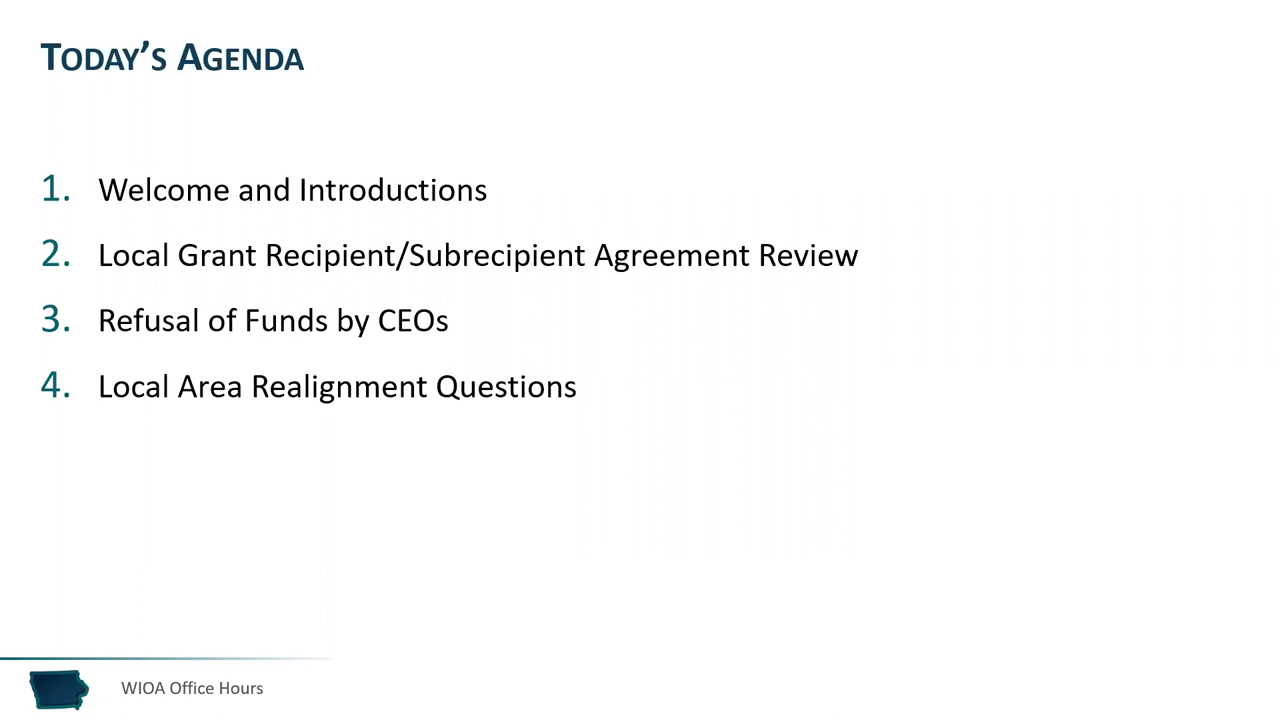 Today's Agenda
1. Welcome and Introductions
2. Local Grant Recipient/Subrecipient Agreement Review
3. Refusal of Funds by CEOs
4. Local Area Realignment Questions
WIOA Office Hours